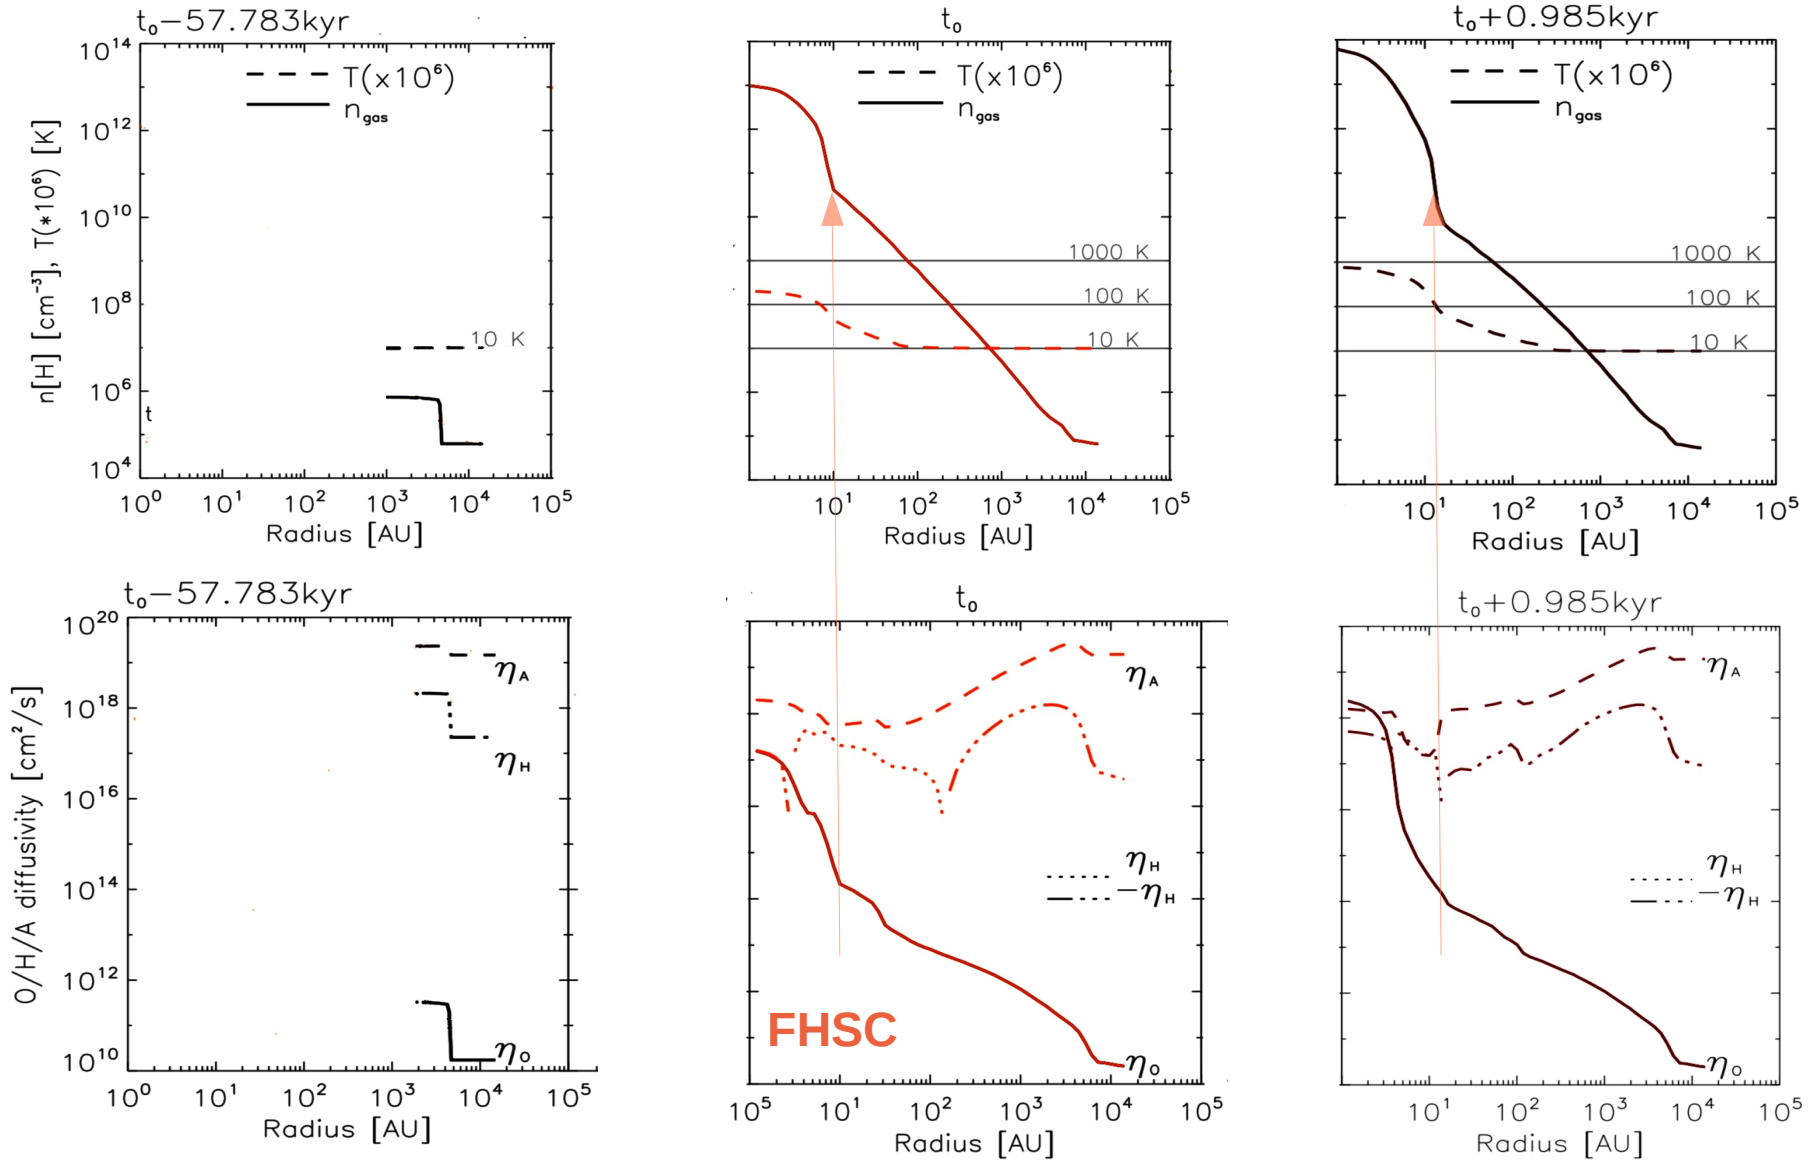 t₀−57.783kyr
10¹⁴
10¹²
10¹⁰
10⁸
10⁶
10⁴
n[H] [cm⁻³], T(*10⁶) [K]
T(x10⁶)
n_gas
10 K
t
10⁰ 10¹ 10² 10³ 10⁴ 10⁵
Radius [AU]
t₀
T(x10⁶)
n_gas
1000 K
100 K
10 K
10¹ 10² 10³ 10⁴ 10⁵
Radius [AU]
t₀+0.985kyr
T(x10⁶)
n_gas
1000 K
100 K
10 K
10¹ 10² 10³ 10⁴ 10⁵
Radius [AU]
t₀−57.783kyr
10²⁰
10¹⁸
10¹⁶
10¹⁴
10¹²
10¹⁰
O/H/A diffusivity [cm²/s]
η_A
η_H
η_O
10⁰ 10¹ 10² 10³ 10⁴ 10⁵
Radius [AU]
t₀
η_A
η_H
−η_H
FHSC
η_O
10⁵ 10¹ 10² 10³ 10⁴ 10⁵
Radius [AU]
t₀+0.985kyr
η_A
η_H
−η_H
η_O
10¹ 10² 10³ 10⁴ 10⁵
Radius [AU]